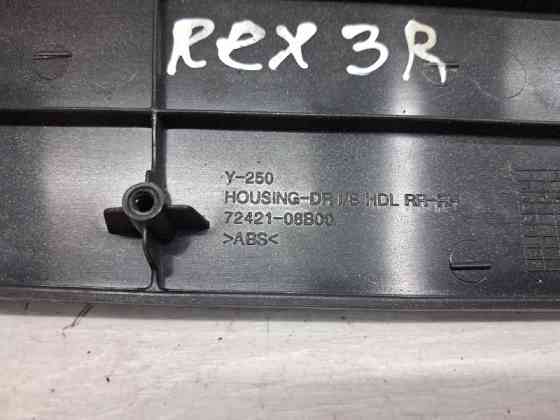 REX 3R
Y-250
HOUSING-DR I/S HDL RR-RH
72421-08B00
>ABS<